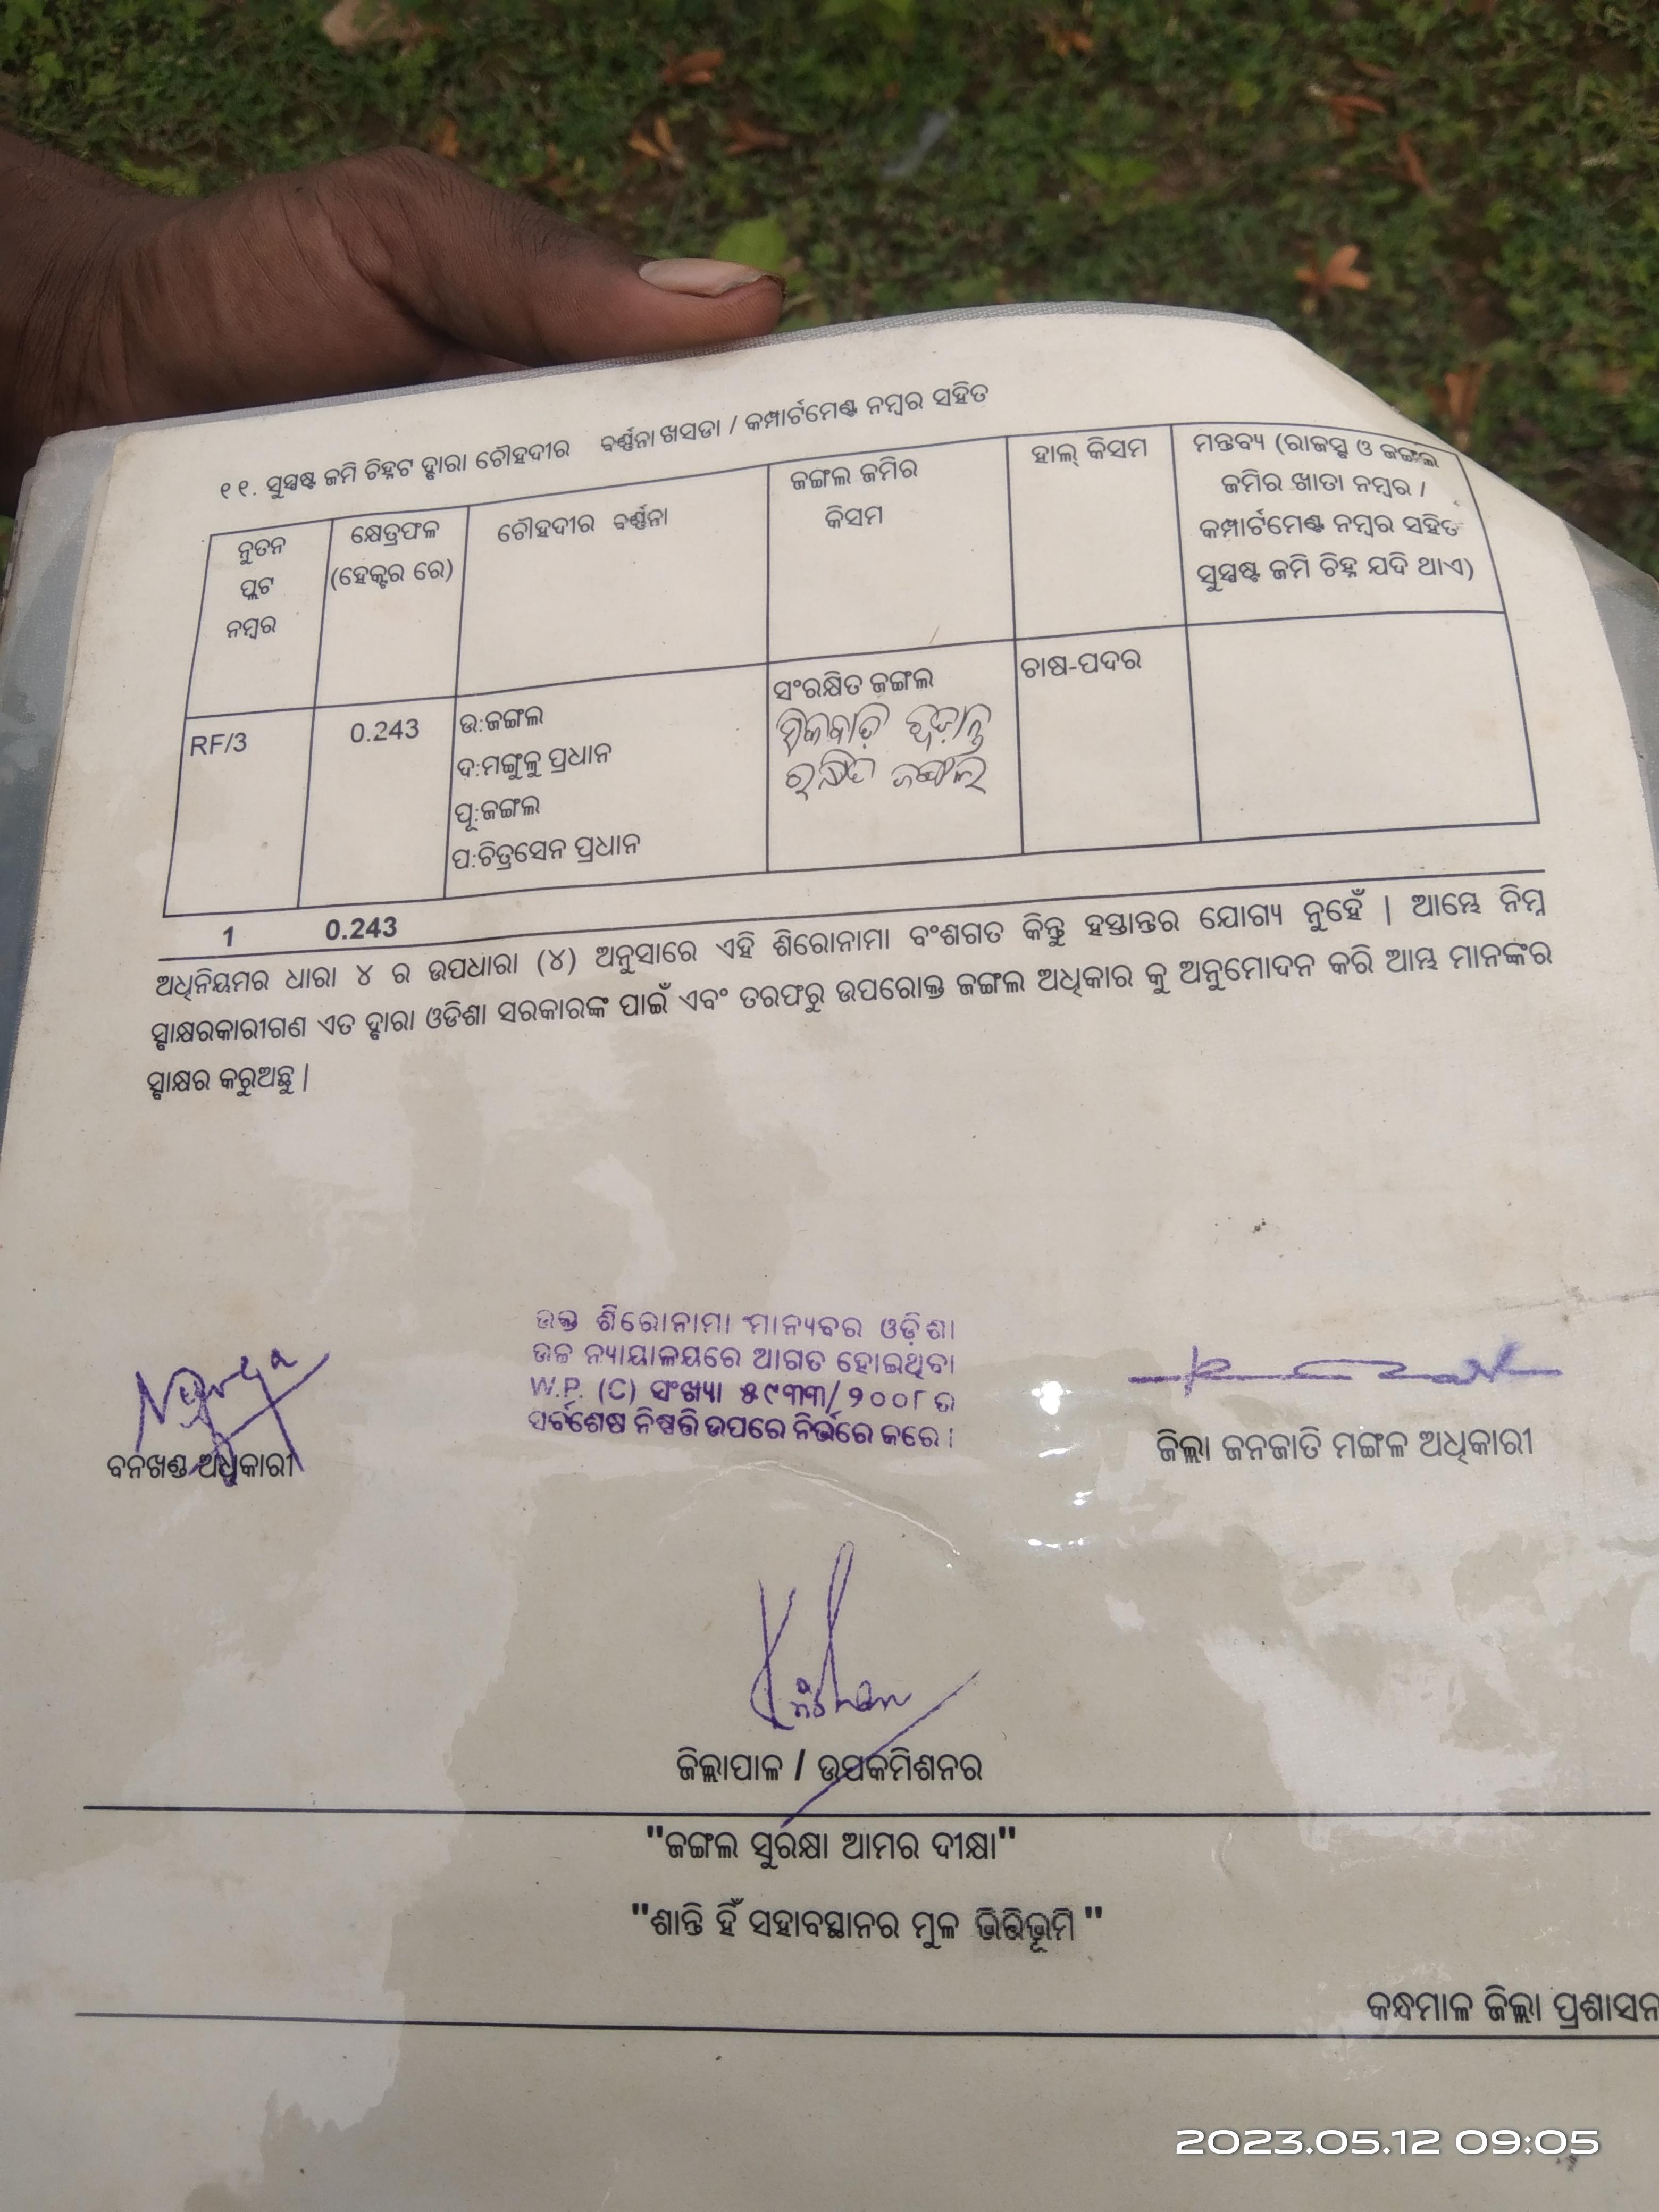 ୧୧. ସୁସ୍ପଷ୍ଟ ଜମି ଚିହ୍ନଟ ଦ୍ବାରା ଚୌହଦୀର ବର୍ଣ୍ଣନା ଖସଡା / କମ୍ପାର୍ଟମେଣ୍ଟ ନମ୍ବର ସହିତ
ନୁତନ ପ୍ଲଟ ନମ୍ବର
କ୍ଷେତ୍ରଫଳ (ହେକ୍ଟର ରେ)
ଚୌହଦୀର ବର୍ଣ୍ଣନା
ଜଙ୍ଗଲ ଜମିର କିସମ
ହାଲ୍ କିସମ
ମନ୍ତବ୍ୟ (ରାଜସ୍ବ ଓ ଜଙ୍ଗଲ
ଜମିର ଖାତା ନମ୍ବର /
କମ୍ପାର୍ଟମେଣ୍ଟ ନମ୍ବର ସହିତ
ସୁସ୍ପଷ୍ଟ ଜମି ଚିହ୍ନ ଯଦି ଥାଏ)
RF/3
0.243
ଉ:ଜଙ୍ଗଲ
ଦ:ମଙ୍ଗୁଳୁ ପ୍ରଧାନ
ପୂ:ଜଙ୍ଗଲ
ପ:ଚିତ୍ରସେନ ପ୍ରଧାନ
ସଂରକ୍ଷିତ ଜଙ୍ଗଲ
ଜଙ୍ଗଲ
ଚାଷ-ପଦର
1 0.243
ଅଧିନିୟମର ଧାରା ୪ ର ଉପଧାରା (୪) ଅନୁସାରେ ଏହି ଶିରୋନାମା ବଂଶଗତ କିନ୍ତୁ ହସ୍ତାନ୍ତର ଯୋଗ୍ୟ ନୁହେଁ | ଆମ୍ଭେ ନିମ୍ନ
ସ୍ବାକ୍ଷରକାରୀଗଣ ଏତ ଦ୍ବାରା ଓଡିଶା ସରକାରଙ୍କ ପାଇଁ ଏବଂ ତରଫରୁ ଉପରୋକ୍ତ ଜଙ୍ଗଲ ଅଧିକାର କୁ ଅନୁମୋଦନ କରି ଆମ୍ଭ ମାନଙ୍କର
ସ୍ବାକ୍ଷର କରୁଅଛୁ |
ଉକ୍ତ ଶିରୋନାମା ମାନ୍ୟବର ଓଡ଼ିଶା
ଉଚ୍ଚ ନ୍ୟାୟାଳୟରେ ଆଗତ ହୋଇଥିବା
W.P. (C) ସଂଖ୍ୟା ୫୯୩୩/୨୦୦୮ ର
ସର୍ବଶେଷ ନିଷ୍ପତ୍ତି ଉପରେ ନିର୍ଭରେ କରେ।
ବନଖଣ୍ଡ ଅଧିକାରୀ
ଜିଲ୍ଲା ଜନଜାତି ମଙ୍ଗଳ ଅଧିକାରୀ
ଜିଲ୍ଲାପାଳ / ଉପକମିଶନର
"ଜଙ୍ଗଲ ସୁରକ୍ଷା ଆମର ଦୀକ୍ଷା"
"ଶାନ୍ତି ହିଁ ସହାବସ୍ଥାନର ମୁଳ ଭିତ୍ତିଭୂମି "
କନ୍ଧମାଳ ଜିଲ୍ଲା ପ୍ରଶାସନ
2023.05.12 09:05